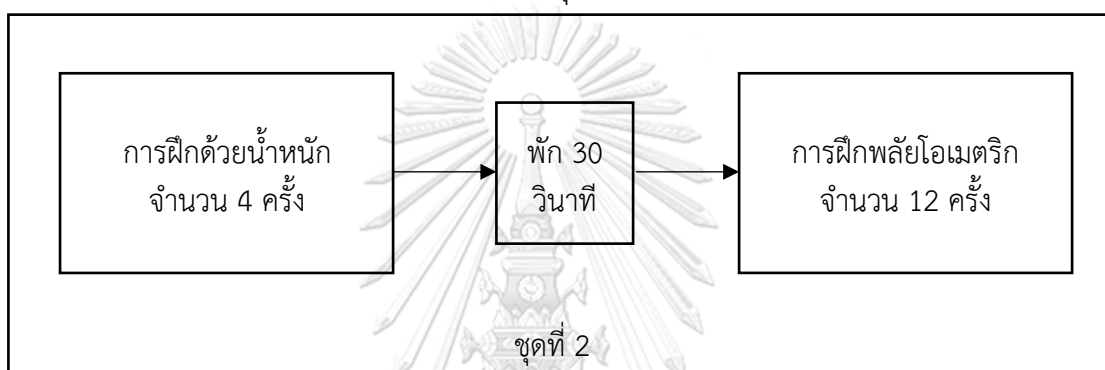 การฝึกด้วยน้ำหนัก
จำนวน 4 ครั้ง
พัก 30
วินาที
การฝึกพลัยโอเมตริก
จำนวน 12 ครั้ง
ชุดที่ 2